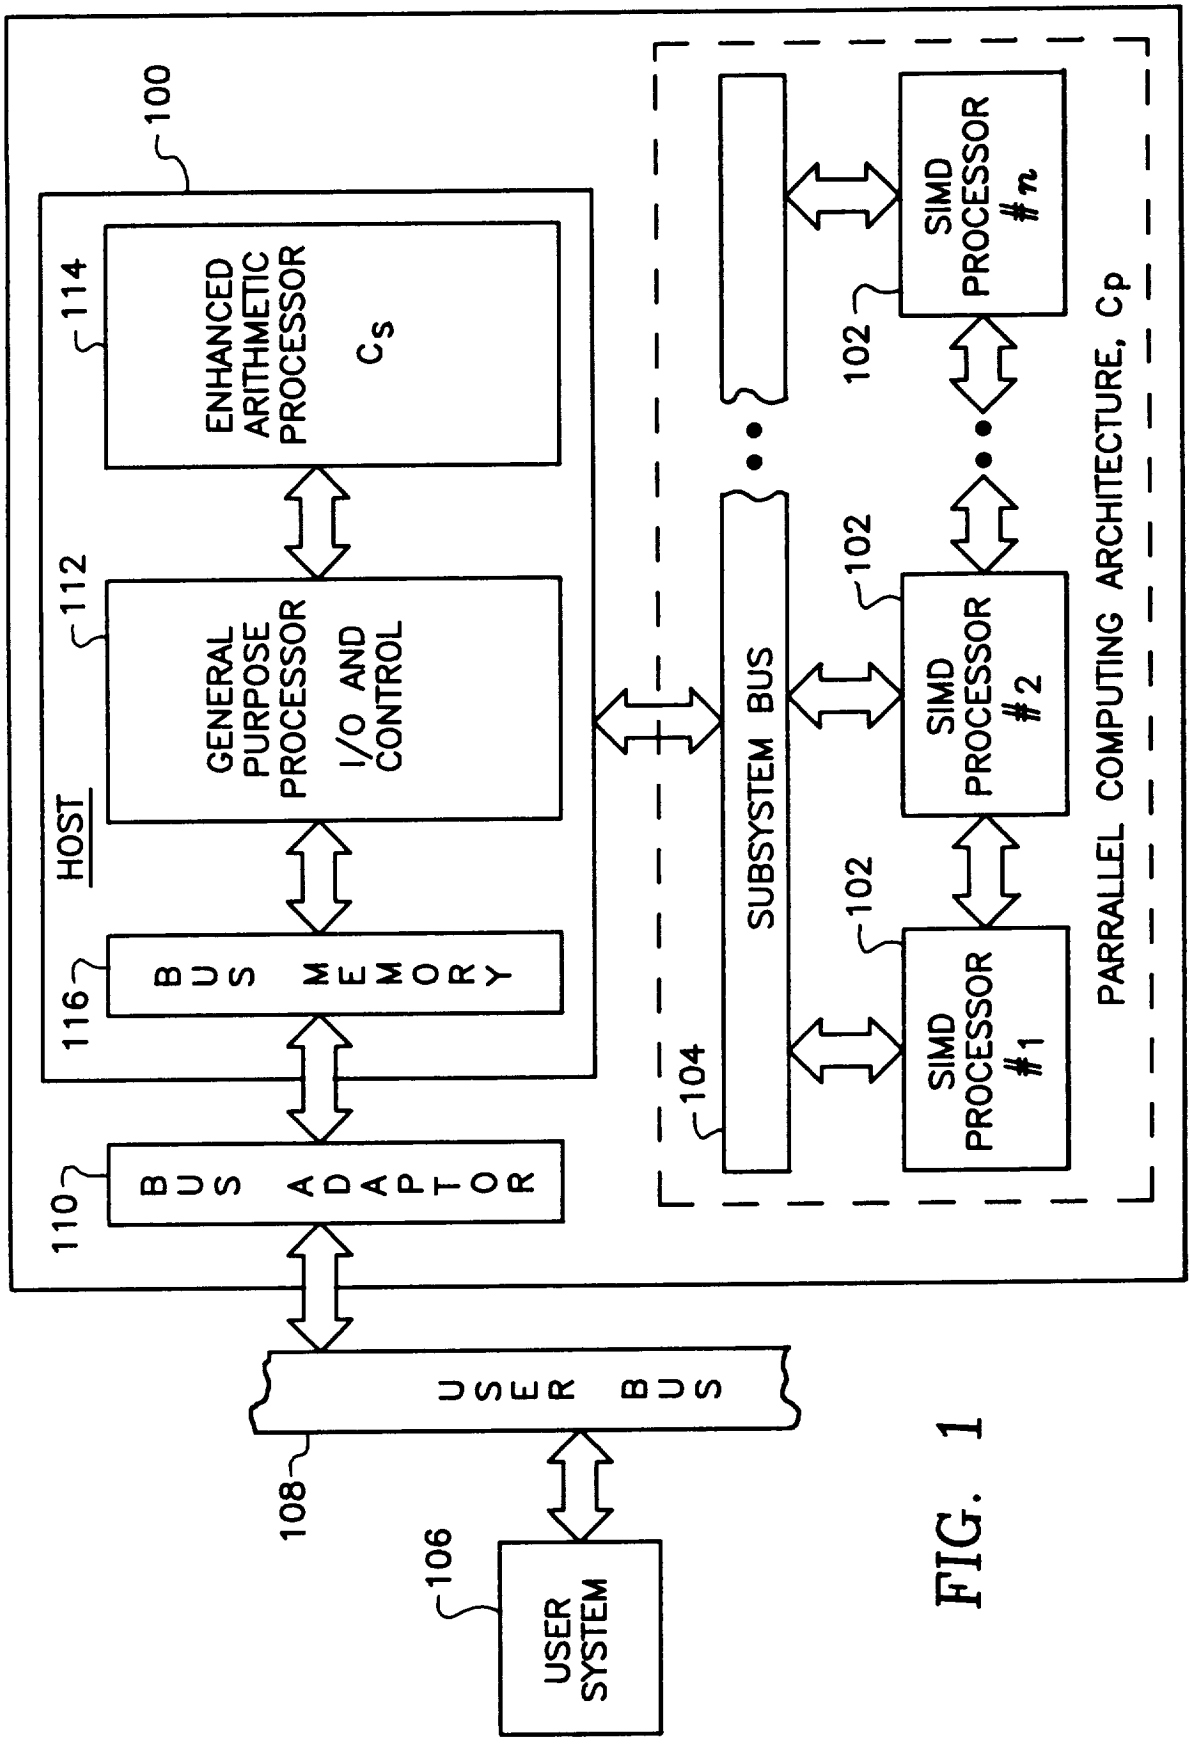 100
HOST
116
BUS MEMORY
112
GENERAL
PURPOSE
PROCESSOR
I/O AND
CONTROL
114
ENHANCED
ARITHMETIC
PROCESSOR
Cs
110
BUS ADAPTOR
108
USER BUS
106
USER
SYSTEM
104
SUBSYSTEM BUS
102
SIMD
PROCESSOR
#1
102
SIMD
PROCESSOR
#2
102
SIMD
PROCESSOR
#n
PARRALLEL COMPUTING ARCHITECTURE, Cp
FIG. 1